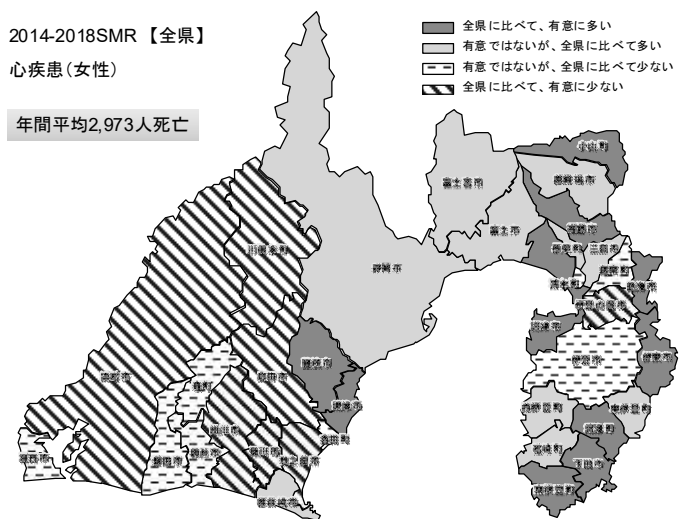 2014-2018SMR【全県】
心疾患(女性)
年間平均2,973人死亡
全県に比べて、有意に多い
有意ではないが、全県に比べて多い
有意ではないが、全県に比べて少ない
全県に比べて、有意に少ない
小山町
御殿場市
富士宮市
富士市
裾野市
長泉町
三島市
函南町
清水町
熱海市
伊豆の国市
沼津市
伊豆市
伊東市
西伊豆町
東伊豆町
河津町
松崎町
下田市
南伊豆町
静岡市
川根本町
藤枝市
焼津市
島田市
吉田町
浜松市
森町
掛川市
袋井市
磐田市
菊川市
牧之原市
御前崎市
湖西市